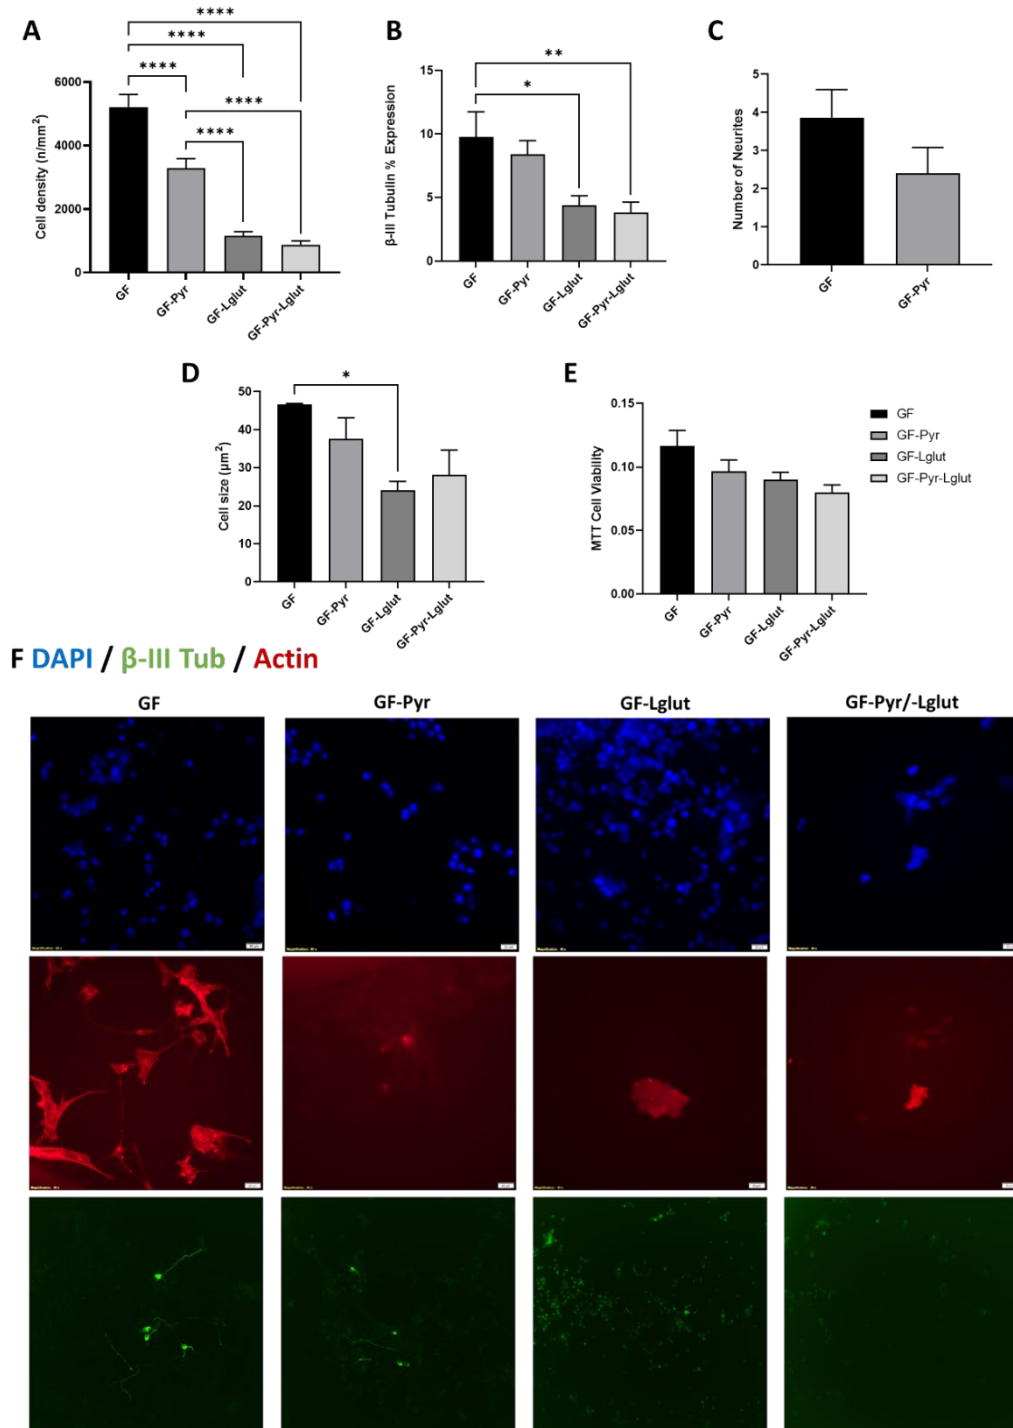 A
****
****
****
****
****
Cell density (n/mm²)
6000
4000
2000
0
GF
GF-Pyr
GF-Lglut
GF-Pyr-Lglut
B
**
*
β-III Tubulin % Expression
15
10
5
0
GF
GF-Pyr
GF-Lglut
GF-Pyr-Lglut
C
Number of Neurites
5
4
3
2
1
0
GF
GF-Pyr
D
*
Cell size (µm²)
50
40
30
20
10
0
GF
GF-Pyr
GF-Lglut
GF-Pyr-Lglut
E
MTT Cell Viability
0.15
0.10
0.05
0.00
GF
GF-Pyr
GF-Lglut
GF-Pyr-Lglut
GF
GF-Pyr
GF-Lglut
GF-Pyr-Lglut
F DAPI / β-III Tub / Actin
GF
GF-Pyr
GF-Lglut
GF-Pyr/-Lglut